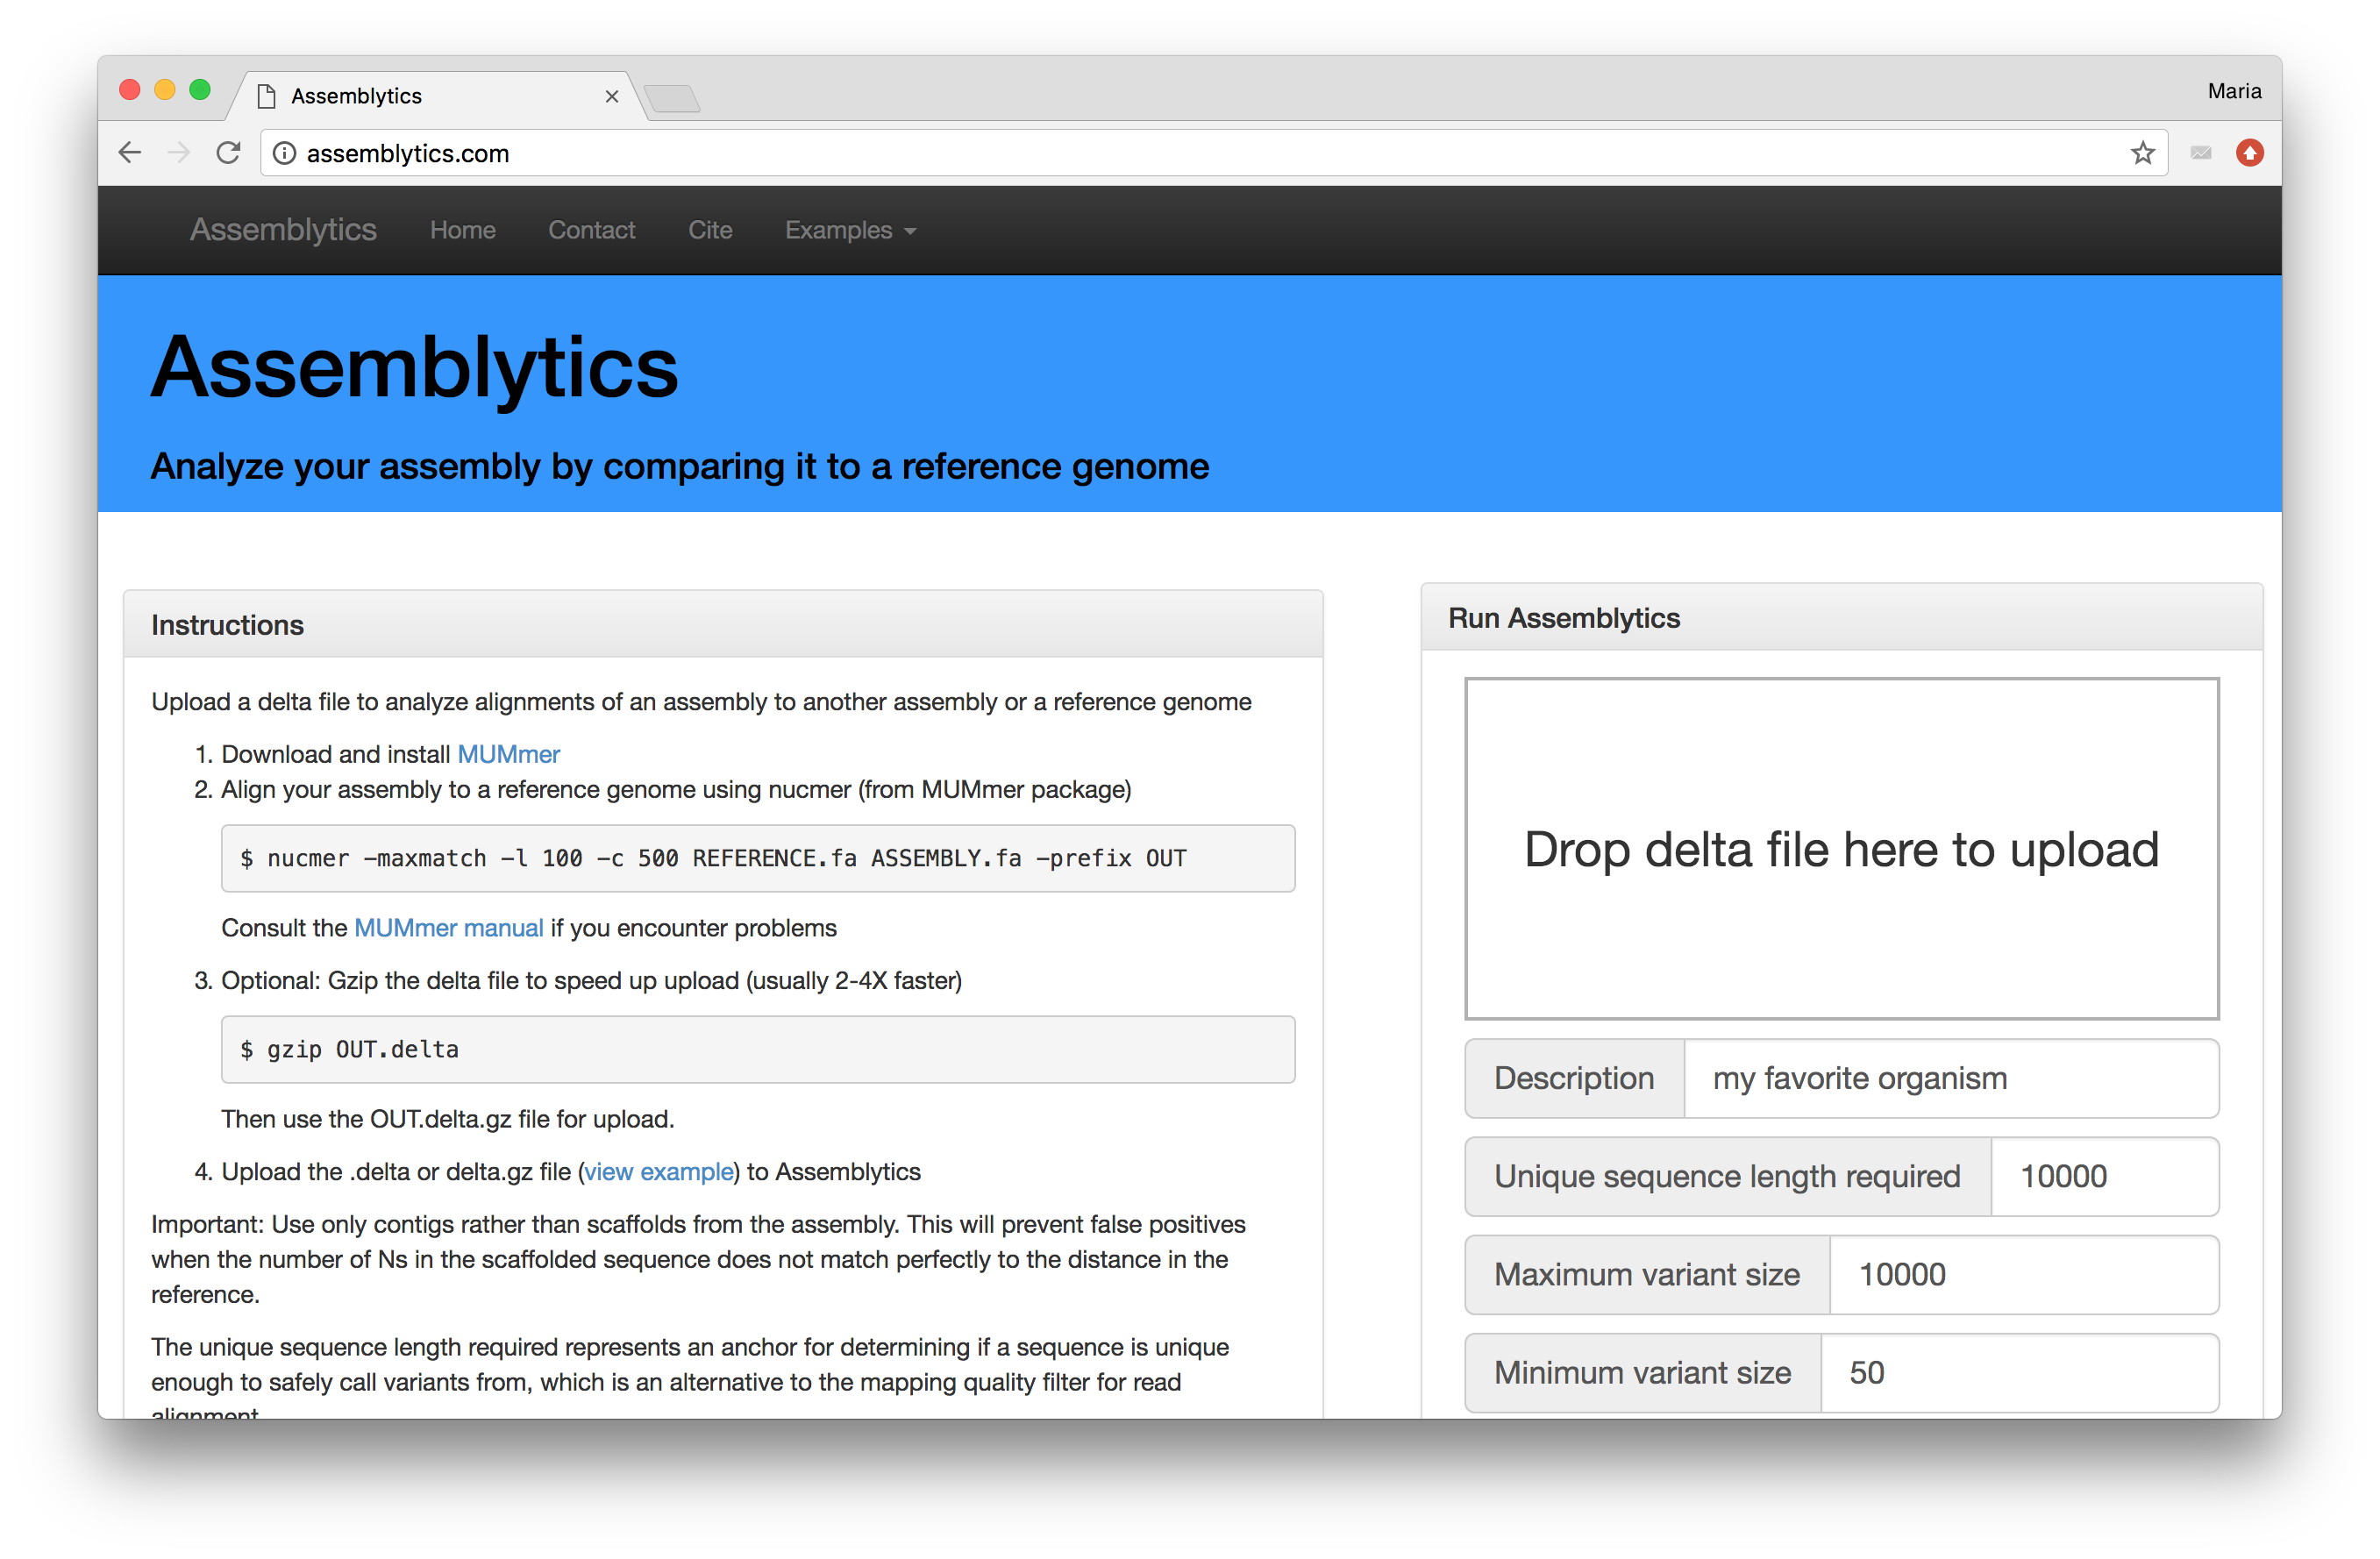 Assemblytics
Maria
assemblytics.com
Assemblytics Home Contact Cite Examples
Assemblytics
Analyze your assembly by comparing it to a reference genome
Instructions
Upload a delta file to analyze alignments of an assembly to another assembly or a reference genome
1. Download and install MUMmer
2. Align your assembly to a reference genome using nucmer (from MUMmer package)
$ nucmer -maxmatch -l 100 -c 500 REFERENCE.fa ASSEMBLY.fa -prefix OUT
Consult the MUMmer manual if you encounter problems
3. Optional: Gzip the delta file to speed up upload (usually 2-4X faster)
$ gzip OUT.delta
Then use the OUT.delta.gz file for upload.
4. Upload the .delta or delta.gz file (view example) to Assemblytics
Important: Use only contigs rather than scaffolds from the assembly. This will prevent false positives
when the number of Ns in the scaffolded sequence does not match perfectly to the distance in the
reference.
The unique sequence length required represents an anchor for determining if a sequence is unique
enough to safely call variants from, which is an alternative to the mapping quality filter for read
alignment
Run Assemblytics
Drop delta file here to upload
Description my favorite organism
Unique sequence length required 10000
Maximum variant size 10000
Minimum variant size 50